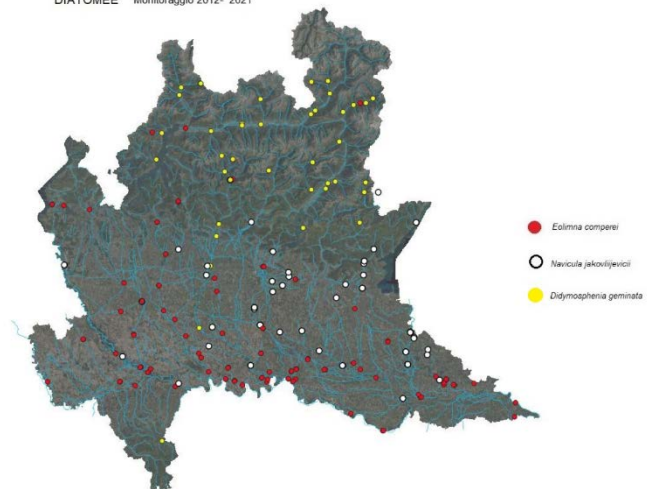 DIATOMEE Monitoraggio 2012- 2021
Eolimna comperei
Navicula jakovljevicii
Didymosphenia geminata